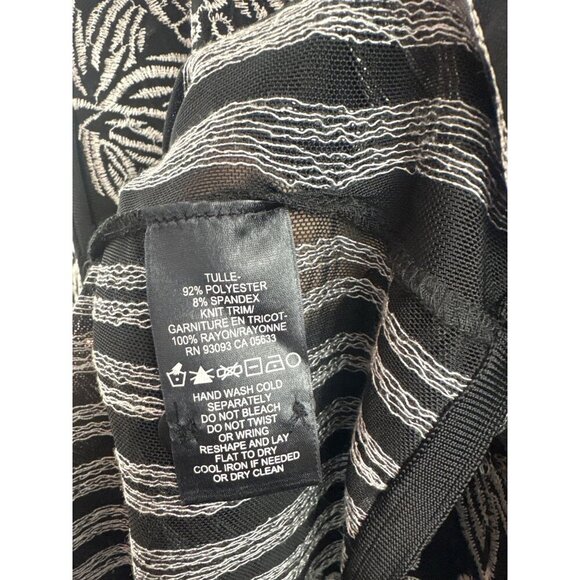 TULLE-
92% POLYESTER
8% SPANDEX
KNIT TRIM/
GARNITURE EN TRICOT-
100% RAYON/RAYONNE
RN 93093 CA 05633
HAND WASH COLD
SEPARATELY
DO NOT BLEACH
DO NOT TWIST
OR WRING
RESHAPE AND LAY
FLAT TO DRY
COOL IRON IF NEEDED
OR DRY CLEAN